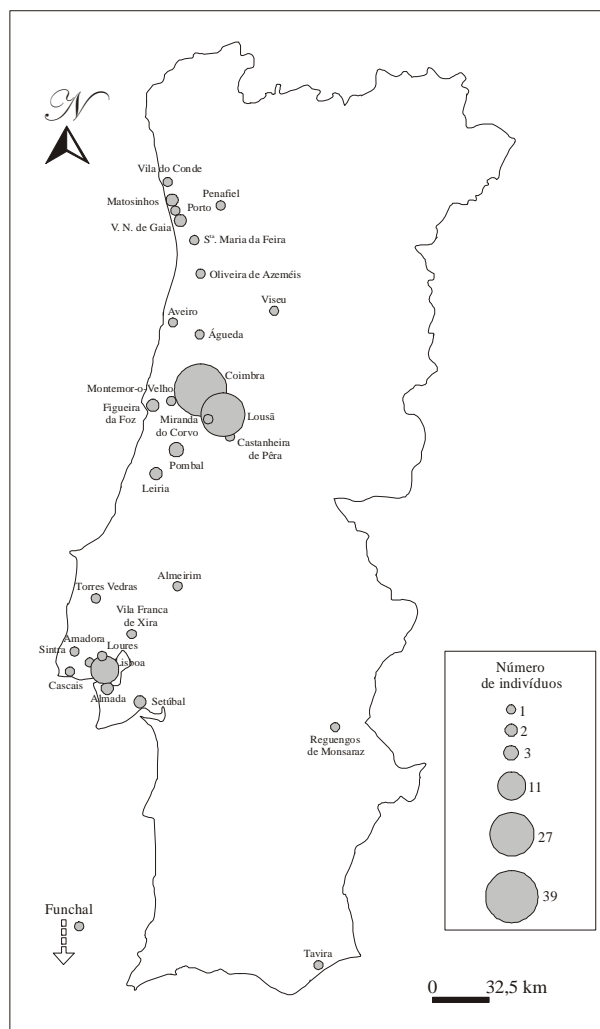 N
Vila do Conde
Matosinhos
Porto
Penafiel
V. N. de Gaia
Stª. Maria da Feira
Oliveira de Azeméis
Viseu
Aveiro
Águeda
Coimbra
Montemor-o-Velho
Figueira
da Foz
Miranda
do Corvo
Lousã
Castanheira
de Pêra
Pombal
Leiria
Almeirim
Torres Vedras
Vila Franca
de Xira
Amadora
Loures
Sintra
Lisboa
Cascais
Almada
Setúbal
Reguengos
de Monsaraz
Número
de indivíduos
1
2
3
11
27
39
Funchal
Tavira
0 32,5 km